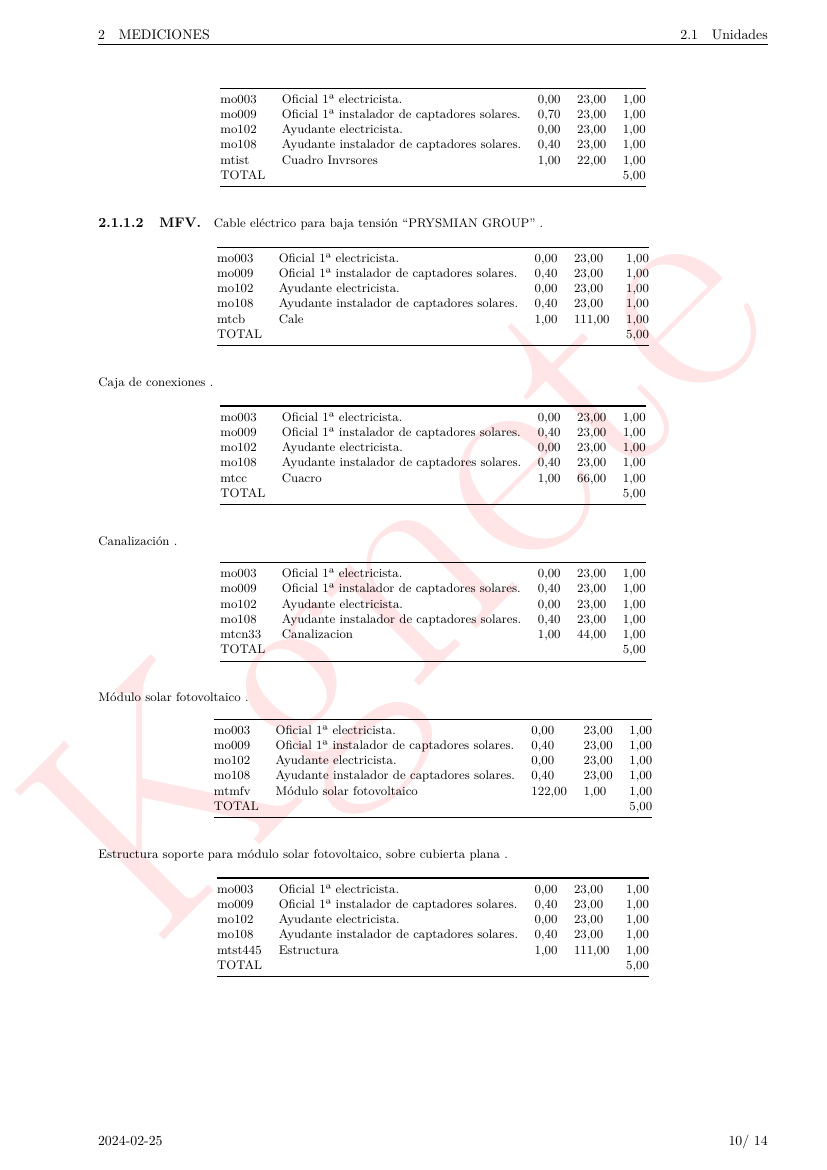 2 MEDICIONES 2.1 Unidades
mo003 Oficial 1ª electricista. 0,00 23,00 1,00
mo009 Oficial 1ª instalador de captadores solares. 0,70 23,00 1,00
mo102 Ayudante electricista. 0,00 23,00 1,00
mo108 Ayudante instalador de captadores solares. 0,40 23,00 1,00
mtist Cuadro Invrsores 1,00 22,00 1,00
TOTAL 5,00
2.1.1.2 MFV. Cable eléctrico para baja tensión “PRYSMIAN GROUP” .
mo003 Oficial 1ª electricista. 0,00 23,00 1,00
mo009 Oficial 1ª instalador de captadores solares. 0,40 23,00 1,00
mo102 Ayudante electricista. 0,00 23,00 1,00
mo108 Ayudante instalador de captadores solares. 0,40 23,00 1,00
mtcb Cale 1,00 111,00 1,00
TOTAL 5,00
Caja de conexiones .
mo003 Oficial 1ª electricista. 0,00 23,00 1,00
mo009 Oficial 1ª instalador de captadores solares. 0,40 23,00 1,00
mo102 Ayudante electricista. 0,00 23,00 1,00
mo108 Ayudante instalador de captadores solares. 0,40 23,00 1,00
mtcc Cuacro 1,00 66,00 1,00
TOTAL 5,00
Canalización .
mo003 Oficial 1ª electricista. 0,00 23,00 1,00
mo009 Oficial 1ª instalador de captadores solares. 0,40 23,00 1,00
mo102 Ayudante electricista. 0,00 23,00 1,00
mo108 Ayudante instalador de captadores solares. 0,40 23,00 1,00
mtcn33 Canalizacion 1,00 44,00 1,00
TOTAL 5,00
Módulo solar fotovoltaico .
mo003 Oficial 1ª electricista. 0,00 23,00 1,00
mo009 Oficial 1ª instalador de captadores solares. 0,40 23,00 1,00
mo102 Ayudante electricista. 0,00 23,00 1,00
mo108 Ayudante instalador de captadores solares. 0,40 23,00 1,00
mtmfv Módulo solar fotovoltaico 122,00 1,00 1,00
TOTAL 5,00
Estructura soporte para módulo solar fotovoltaico, sobre cubierta plana .
mo003 Oficial 1ª electricista. 0,00 23,00 1,00
mo009 Oficial 1ª instalador de captadores solares. 0,40 23,00 1,00
mo102 Ayudante electricista. 0,00 23,00 1,00
mo108 Ayudante instalador de captadores solares. 0,40 23,00 1,00
mtst445 Estructura 1,00 111,00 1,00
TOTAL 5,00
Kgnete
2024-02-25 10/ 14